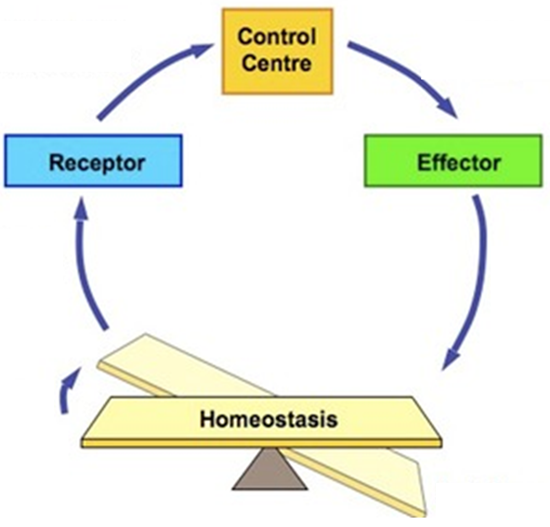 Control
Centre
Receptor
Effector
Homeostasis